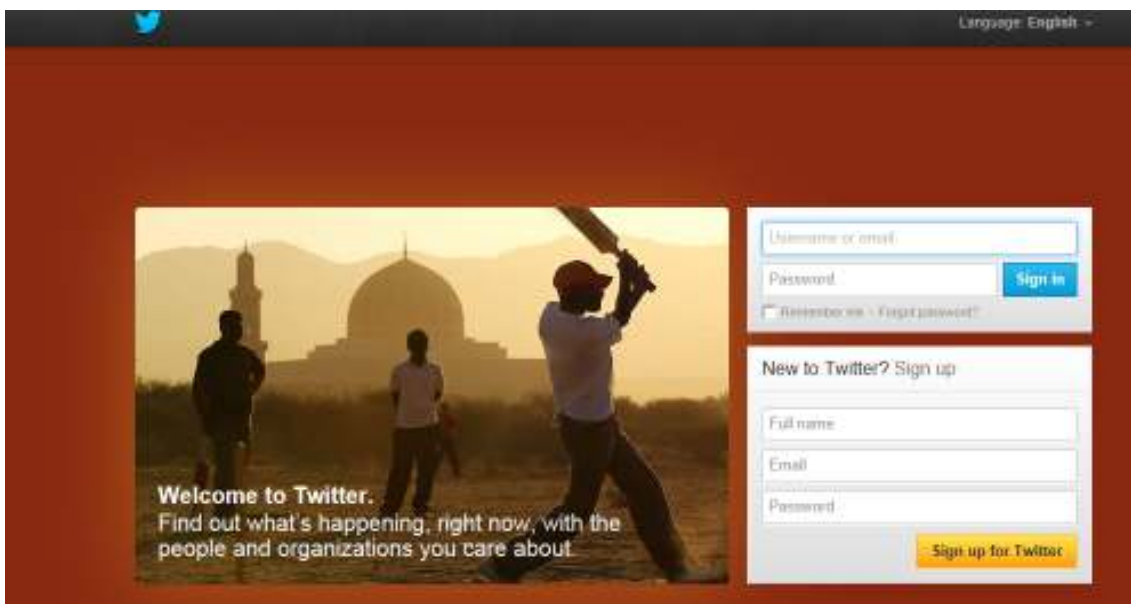 Language: English
Username or email
Password
Sign in
Remember me · Forgot password?
New to Twitter? Sign up
Full name
Email
Password
Sign up for Twitter
Welcome to Twitter.
Find out what's happening, right now, with the
people and organizations you care about.